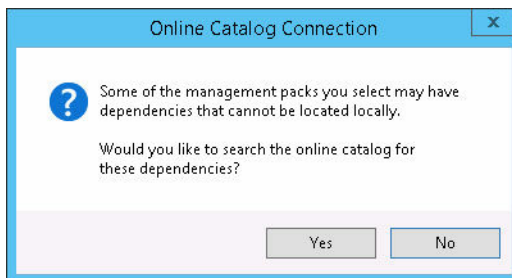 Online Catalog Connection
x
Some of the management packs you select may have
dependencies that cannot be located locally.
Would you like to search the online catalog for
these dependencies?
Yes No